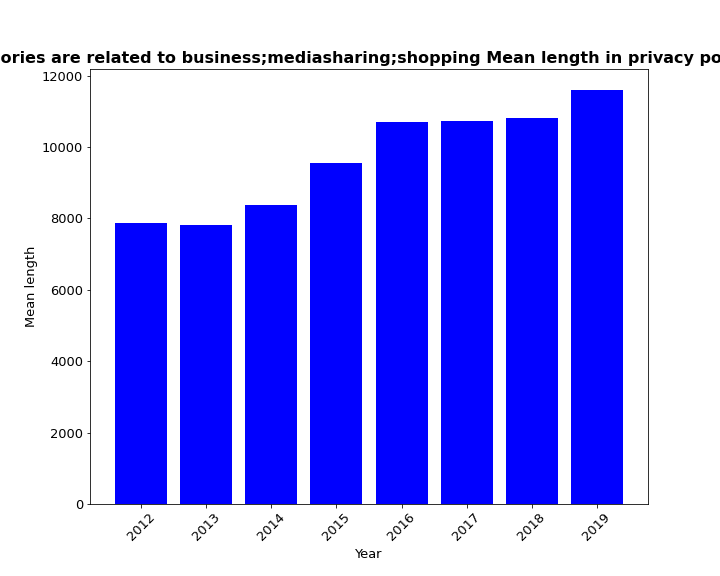 ories are related to business;mediasharing;shopping Mean length in privacy po
12000
10000
8000
6000
4000
2000
0
Mean length
2012 2013 2014 2015 2016 2017 2018 2019
Year